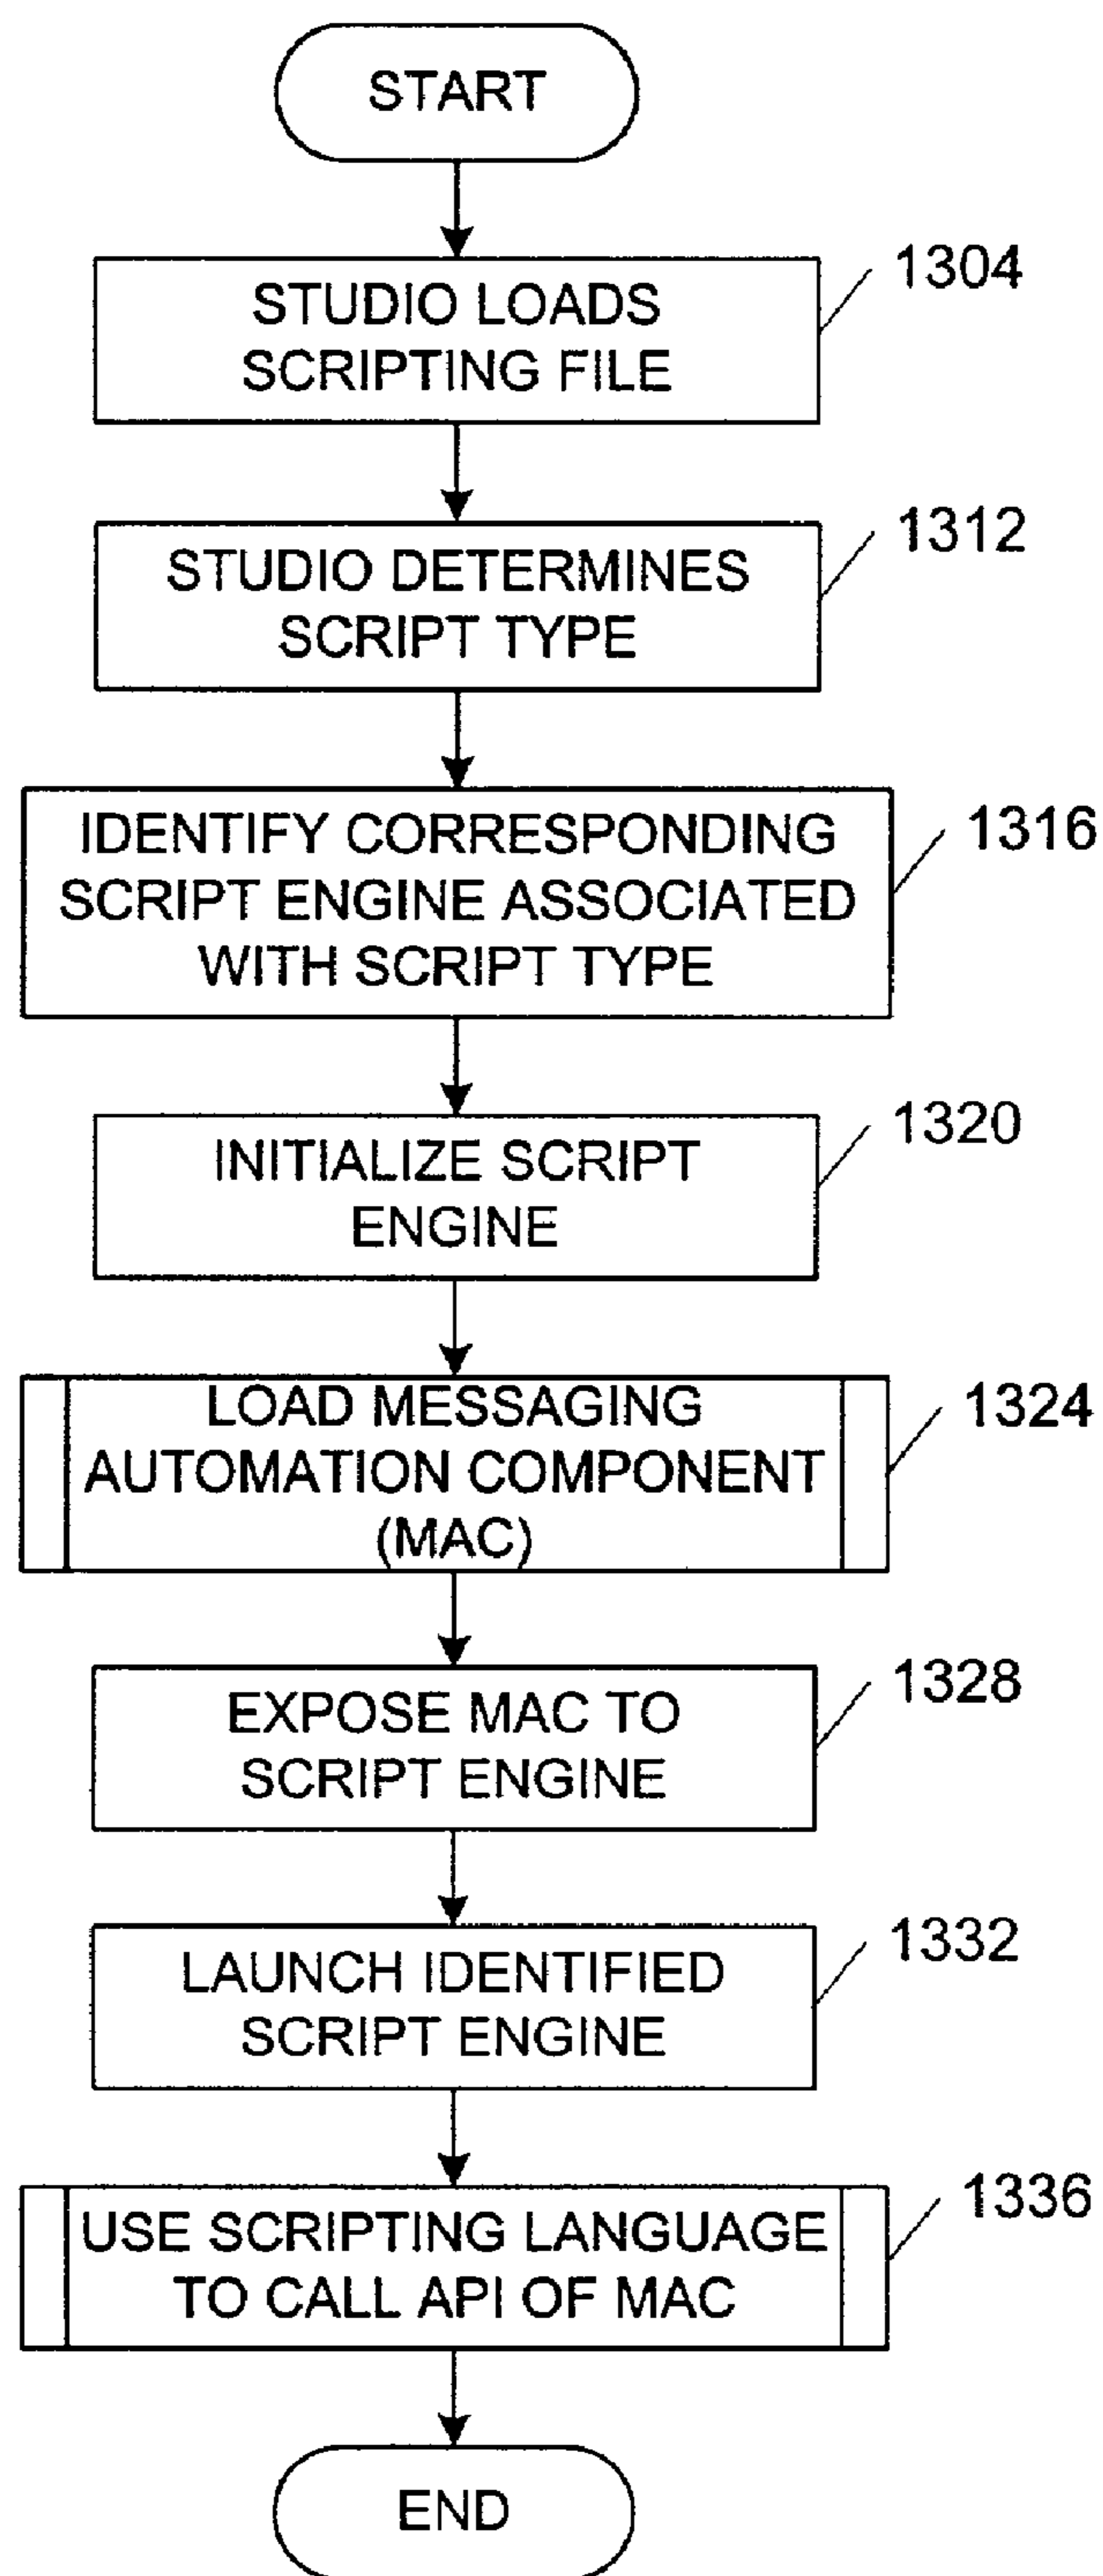 START
STUDIO LOADS
SCRIPTING FILE
1304
STUDIO DETERMINES
SCRIPT TYPE
1312
IDENTIFY CORRESPONDING
SCRIPT ENGINE ASSOCIATED
WITH SCRIPT TYPE
1316
INITIALIZE SCRIPT
ENGINE
1320
LOAD MESSAGING
AUTOMATION COMPONENT
(MAC)
1324
EXPOSE MAC TO
SCRIPT ENGINE
1328
LAUNCH IDENTIFIED
SCRIPT ENGINE
1332
USE SCRIPTING LANGUAGE
TO CALL API OF MAC
1336
END